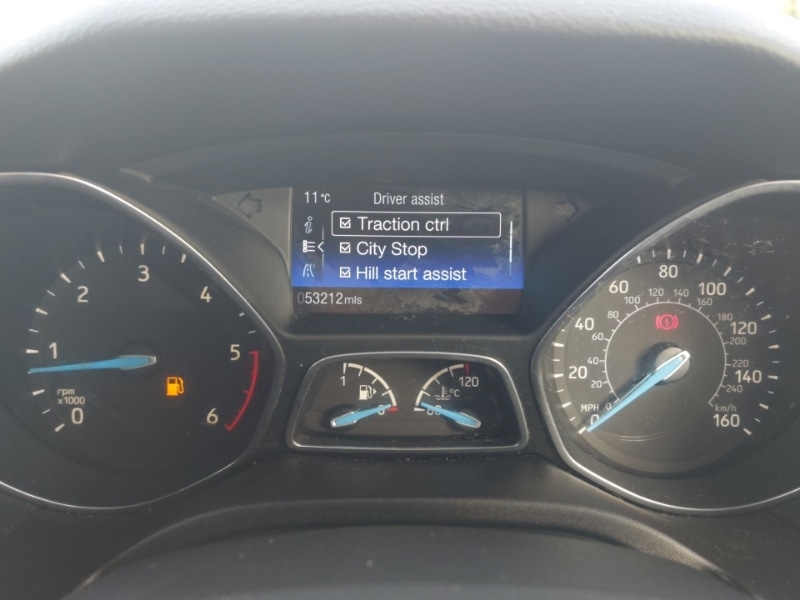 11°C Driver assist
Traction ctrl
City Stop
Hill start assist
053212mls
0 1 2 3 4 5 6
rpm
x1000
1 0
60 120
°C
0 20 40 60 80 100 120 140 160
MPH
0 20 40 60 80 100 120 140 160 180 200 220 240
km/h